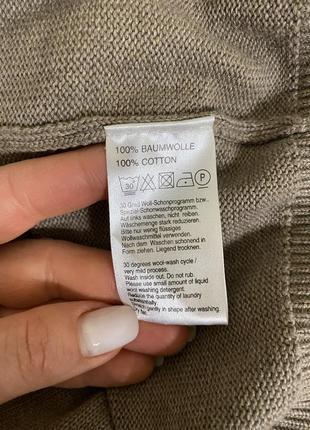 100% BAUMWOLLE
100% COTTON
30 P
30 Grad Woll-Schonprogramm bzw.
Spezial-Schonwaschprogramm.
Auf links waschen, nicht reiben.
Wäschemenge stark reduzieren.
Bitte nur wenig flüssiges
Wollwaschmittel verwenden.
Nach dem Waschen schonend in
Form ziehen. Liegend trocknen.
30 degrees wool-wash cycle /
very mild process.
Wash inside out. Do not rub.
Please use small amount of liquid
wool washing detergent.
Reduce the quantity of laundry
substantially.
gently in shape after washing.